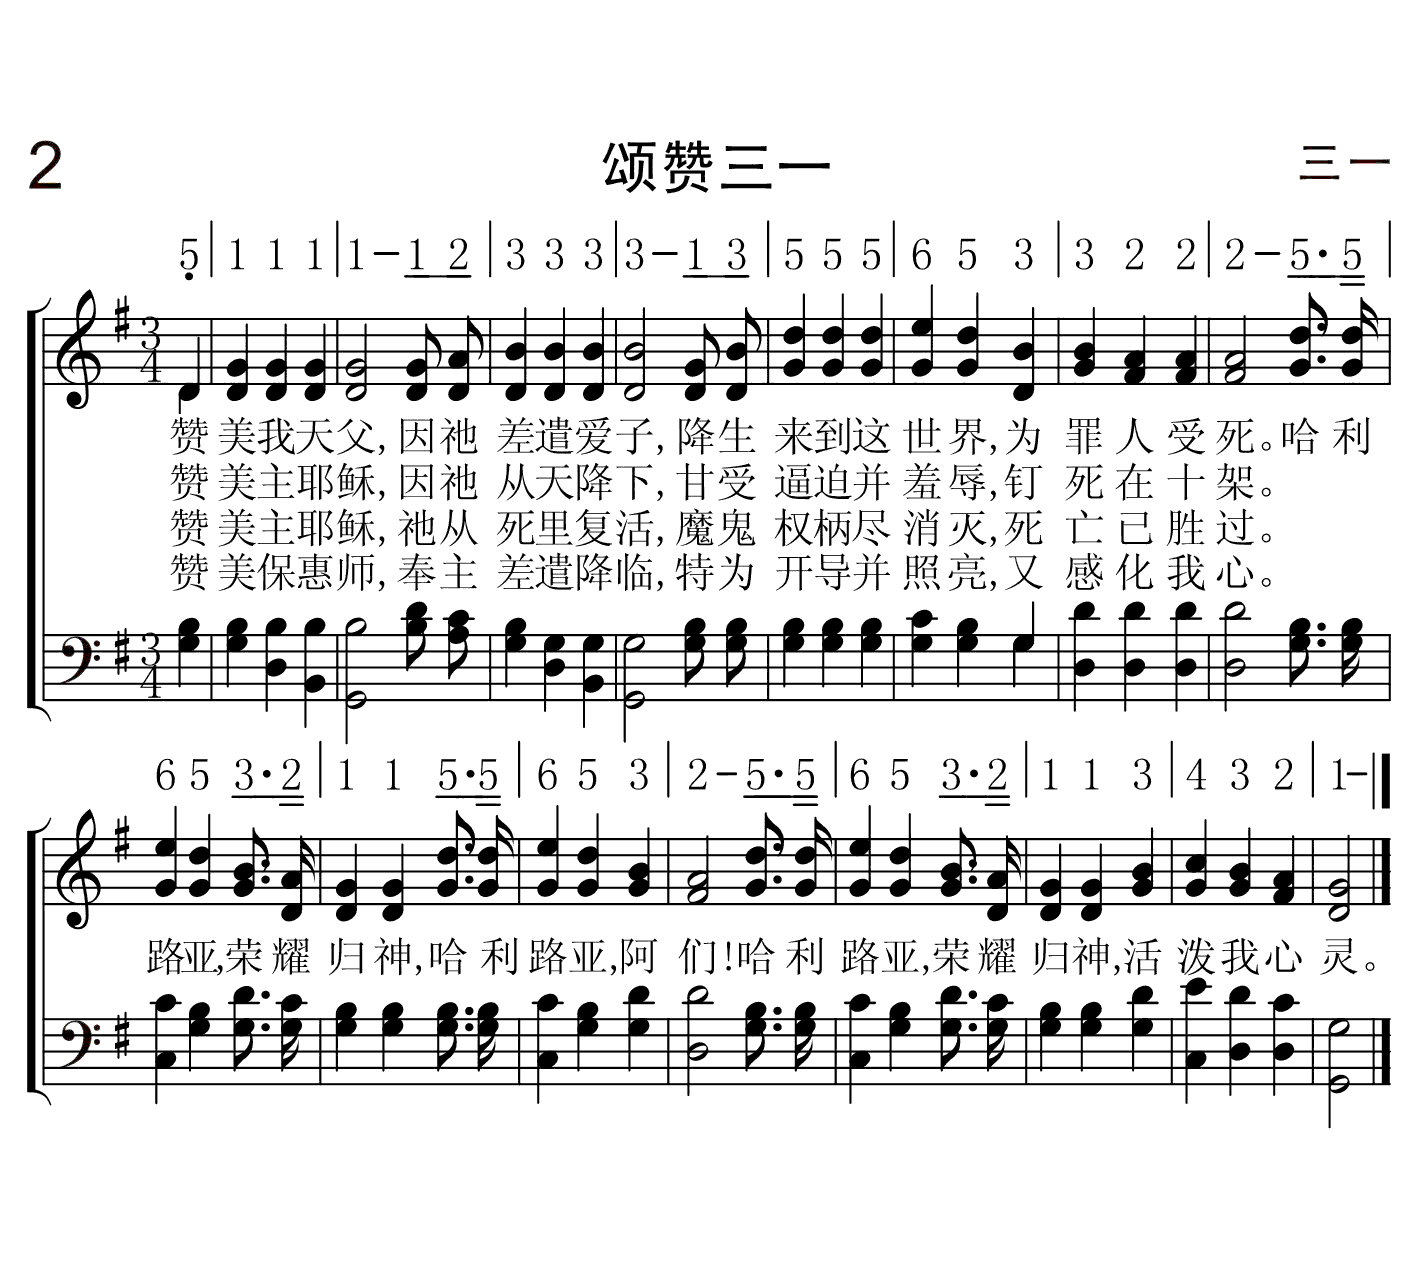 2 颂赞三一 三一
5 | 1 1 1 | 1 – 1 2 | 3 3 3 | 3 – 1 3 | 5 5 5 | 6 5 3 | 3 2 2 | 2 – 5 · 5 |
3 4
赞 美我天父,因祂 差遣爱子,降生 来到这 世界,为 罪人受死。哈利
赞 美主耶稣,因祂 从天降下,甘受 逼迫并 羞辱,钉 死在十架。
赞 美主耶稣,祂从 死里复活,魔鬼 权柄尽 消灭,死 亡已胜过。
赞 美保惠师,奉主 差遣降临,特为 开导并 照亮,又 感化我心。
3 4
6 5 3 · 2 | 1 1 5 · 5 | 6 5 3 | 2 – 5 · 5 | 6 5 3 · 2 | 1 1 3 | 4 3 2 | 1 –
路亚,荣耀 归神,哈利 路亚,阿们!哈利 路亚,荣耀 归神,活 泼我心灵。